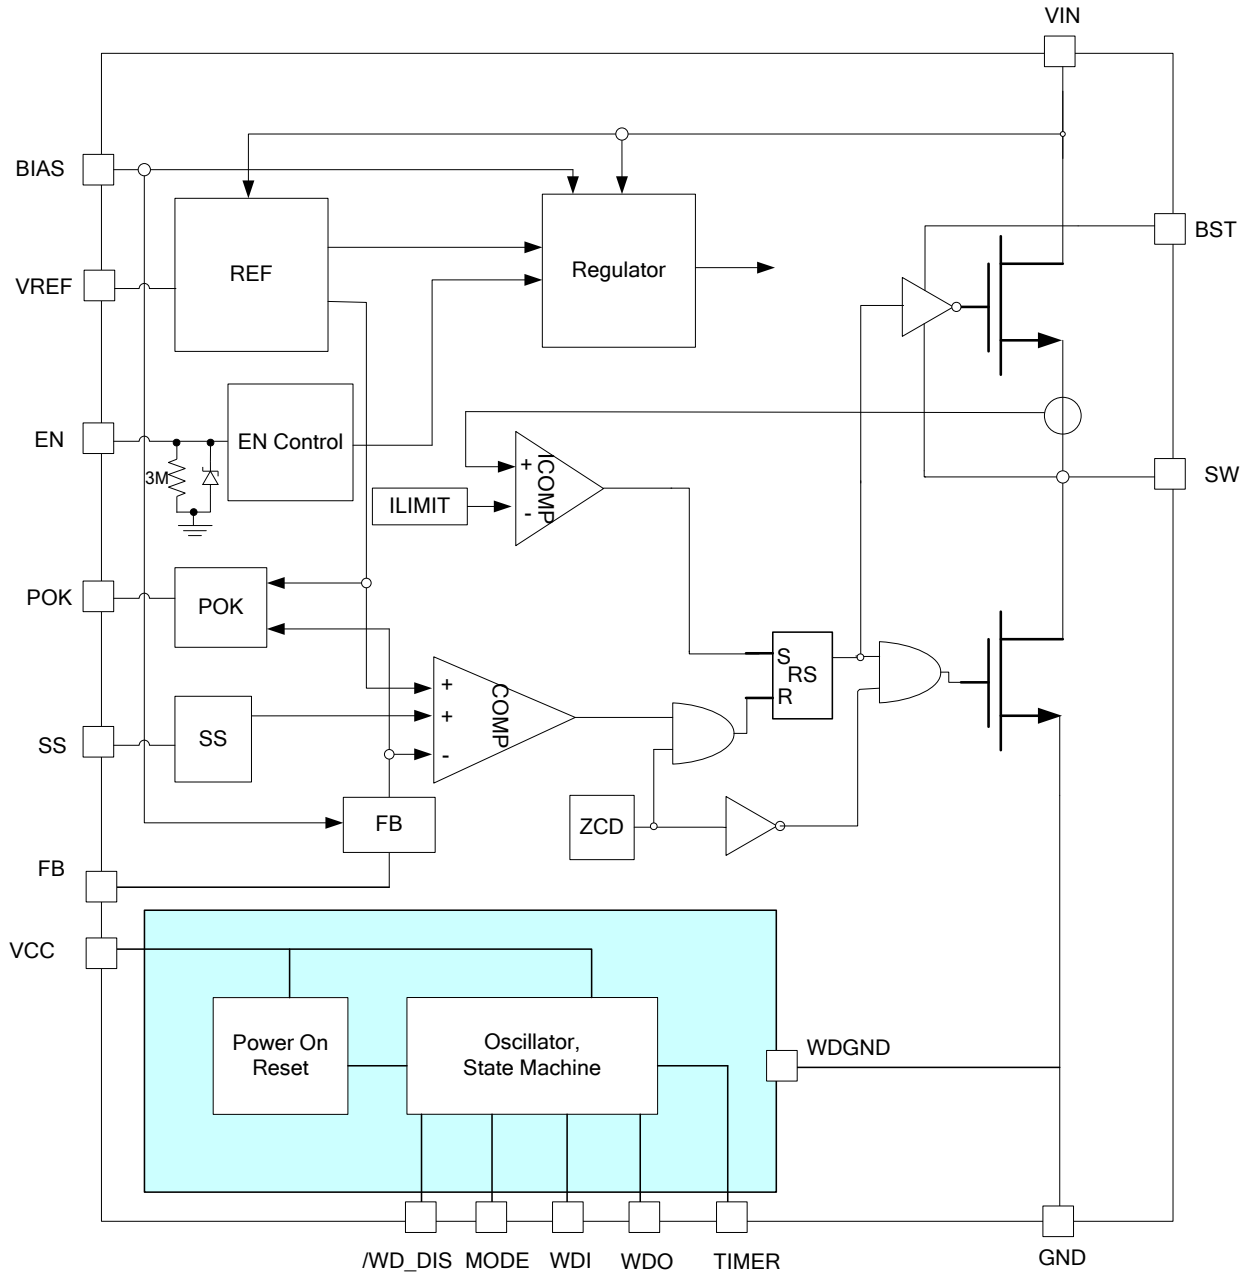 VIN
BIAS
BST
REF
Regulator
VREF
EN
EN Control
3M
+
ICOMP
-
ILIMIT
SW
POK
POK
S
RS
R
+
+
-
COMP
SS
SS
FB
ZCD
FB
VCC
Power On
Reset
Oscillator,
State Machine
WDGND
/WD_DIS
MODE
WDI
WDO
TIMER
GND